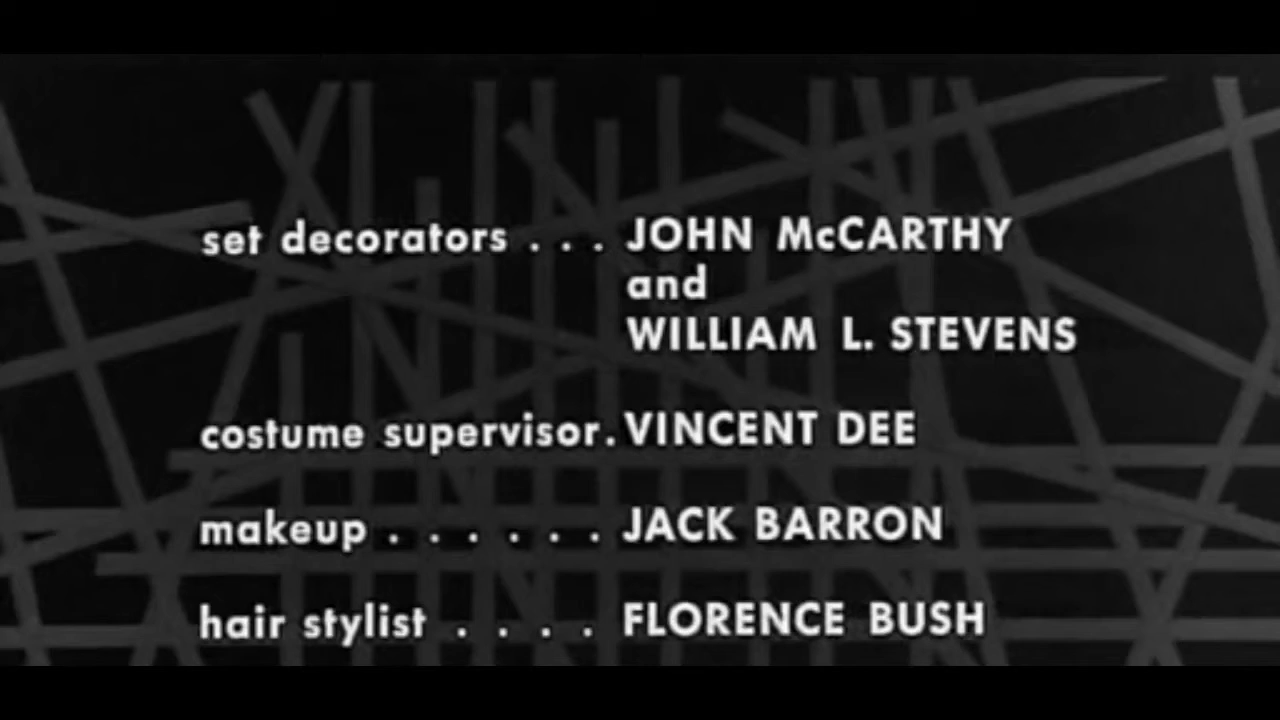 set decorators . . . JOHN McCARTHY
and
WILLIAM L. STEVENS
costume supervisor. VINCENT DEE
makeup . . . . . . JACK BARRON
hair stylist . . . . FLORENCE BUSH